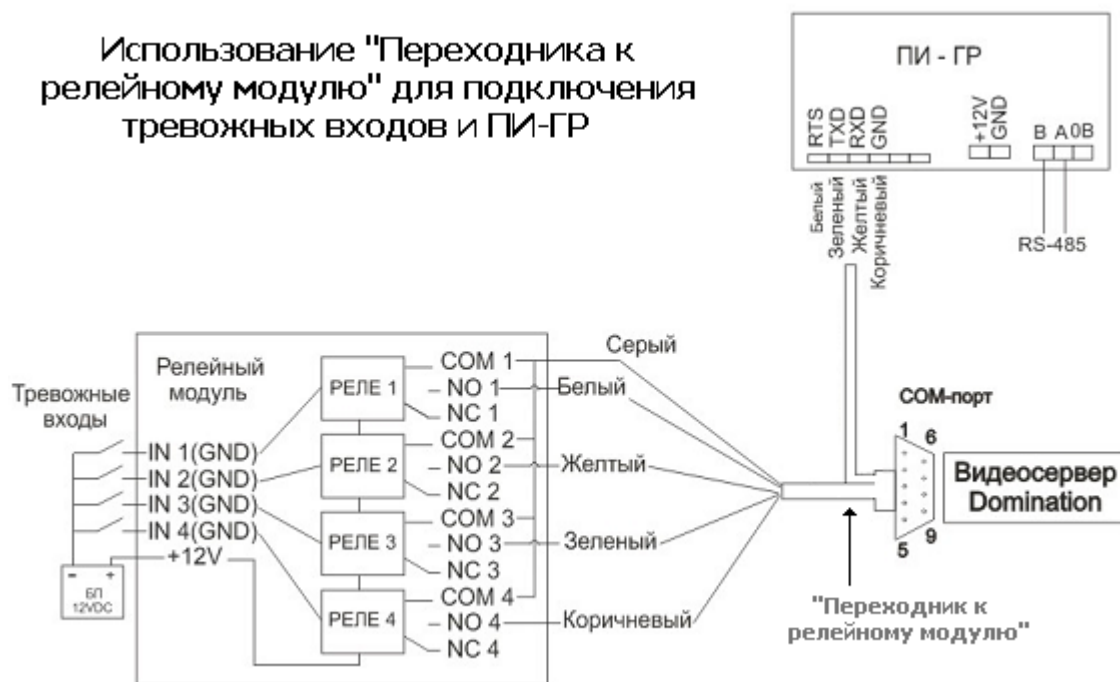 Использование "Переходника к
релейному модулю" для подключения
тревожных входов и ПИ-ГР
ПИ - ГР
RTS
TXD
RXD
GND
+12V
GND
B A 0B
Белый
Зеленый
Желтый
Коричневый
RS-485
Релейный
модуль
Тревожные
входы
IN 1(GND)
IN 2(GND)
IN 3(GND)
IN 4(GND)
+12V
- +
БП
12VDC
РЕЛЕ 1
РЕЛЕ 2
РЕЛЕ 3
РЕЛЕ 4
COM 1
NO 1
NC 1
COM 2
NO 2
NC 2
COM 3
NO 3
NC 3
COM 4
NO 4
NC 4
Серый
Белый
Желтый
Зеленый
Коричневый
COM-порт
1 6
5 9
Видеосервер
Domination
"Переходник к
релейному модулю"